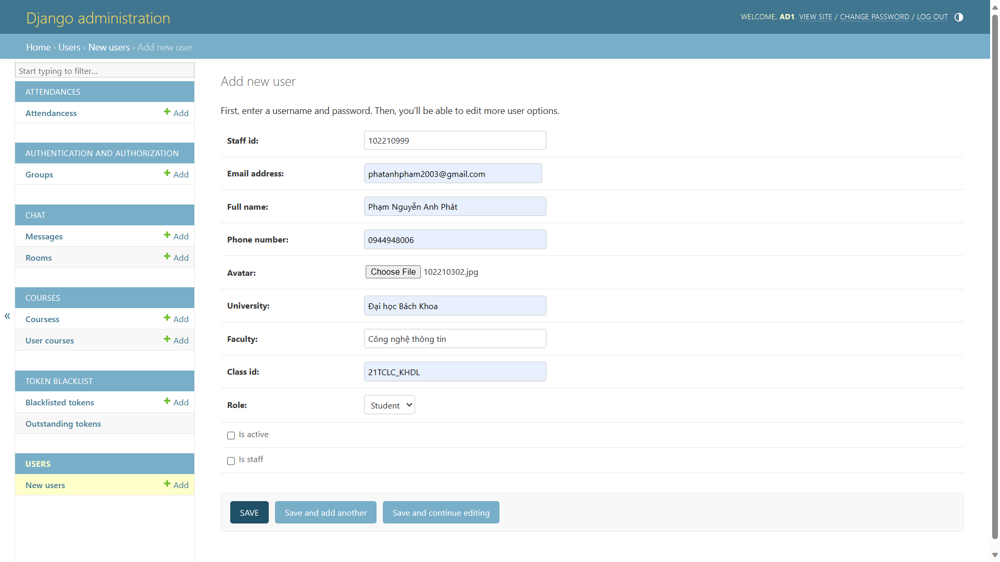 Django administration
WELCOME, AD1. VIEW SITE / CHANGE PASSWORD / LOG OUT
Home › Users › New users › Add new user
Start typing to filter...
ATTENDANCES
Attendancess
Add
AUTHENTICATION AND AUTHORIZATION
Groups
Add
CHAT
Messages
Add
Rooms
Add
COURSES
Coursess
Add
User courses
Add
TOKEN BLACKLIST
Blacklisted tokens
Add
Outstanding tokens
USERS
New users
Add
«
Add new user
First, enter a username and password. Then, you’ll be able to edit more user options.
Staff id: 102210999
Email address: phatanhpham2003@gmail.com
Full name: Phạm Nguyễn Anh Phát
Phone number: 0944948006
Avatar: Choose File 102210302.jpg
University: Đại học Bách Khoa
Faculty: Công nghệ thông tin
Class id: 21TCLC_KHDL
Role: Student
Is active
Is staff
SAVE Save and add another Save and continue editing